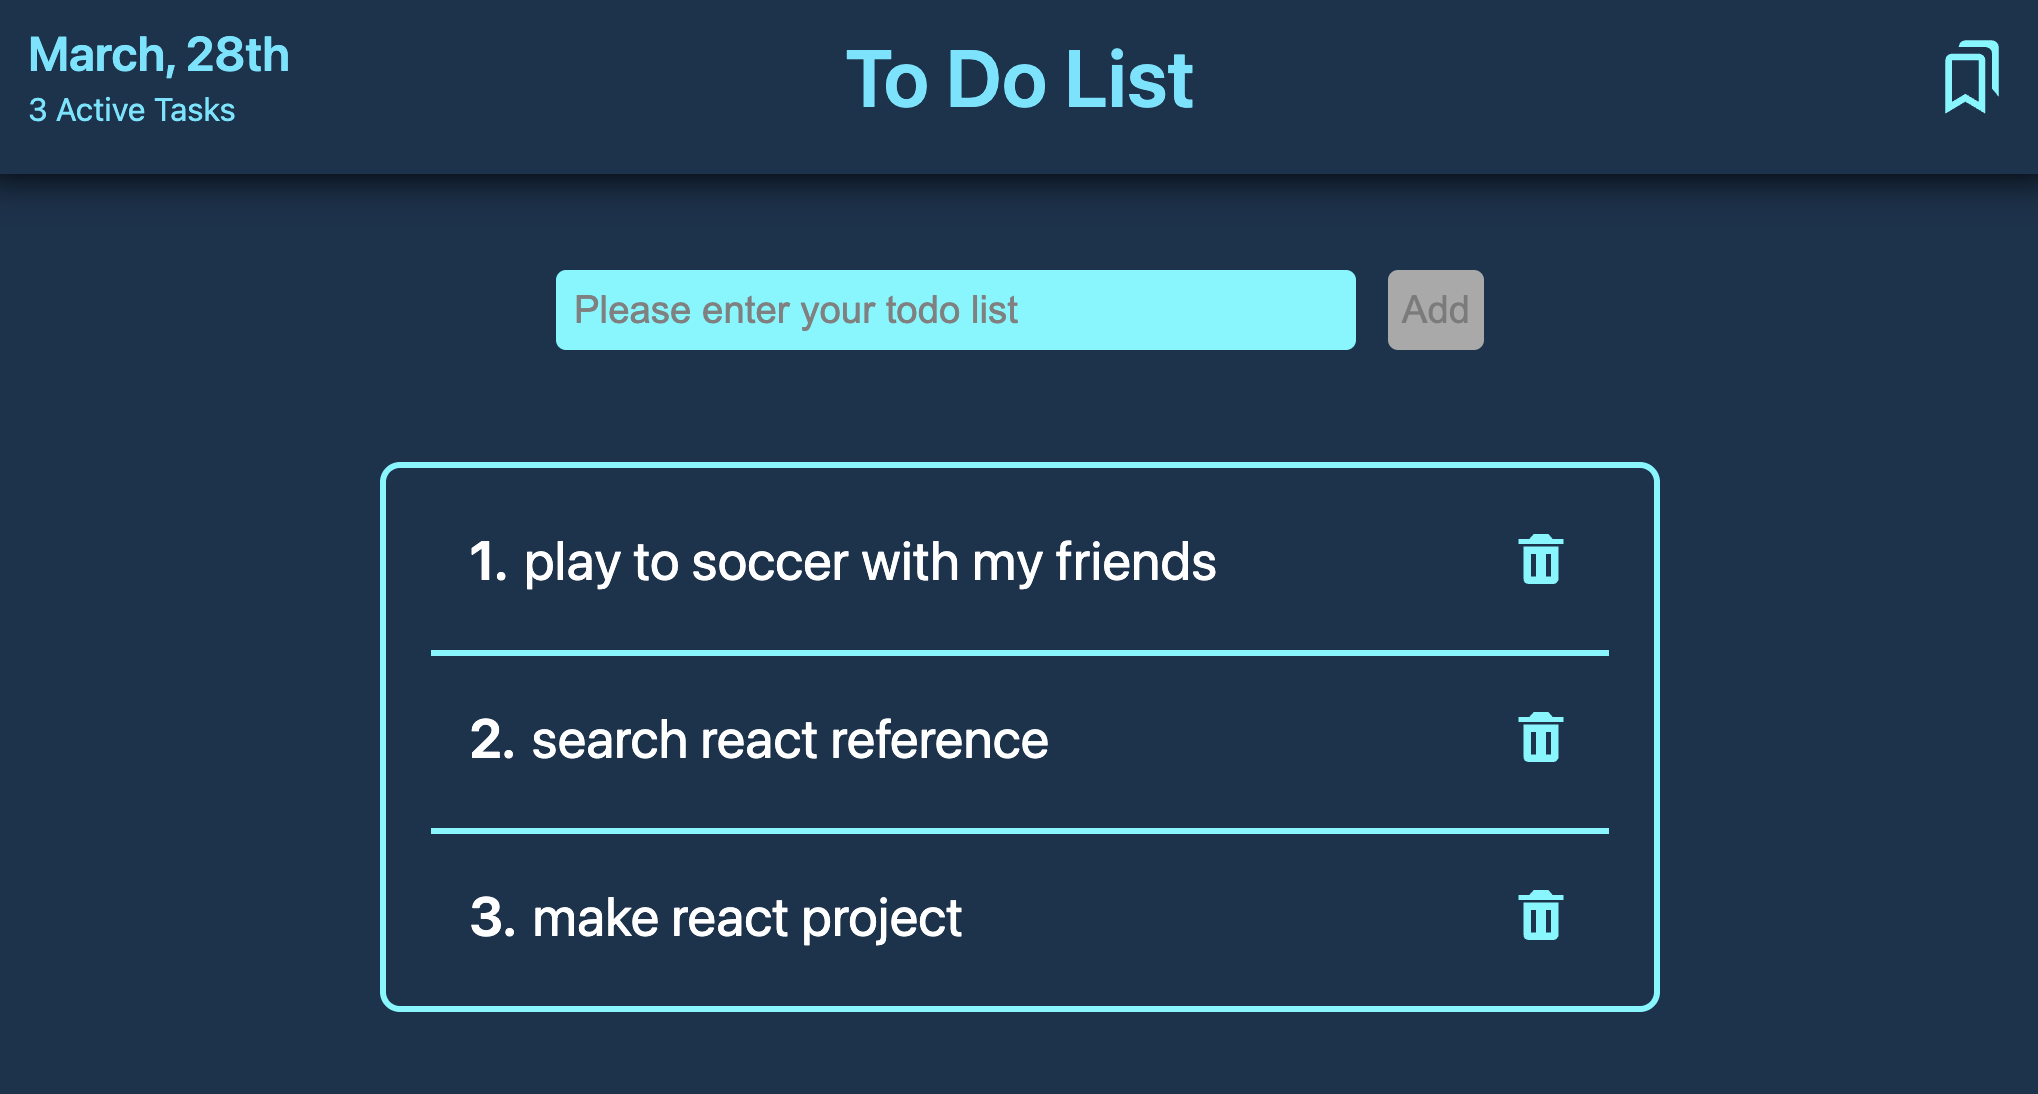 March, 28th
3 Active Tasks
To Do List
Please enter your todo list
Add
1. play to soccer with my friends
2. search react reference
3. make react project